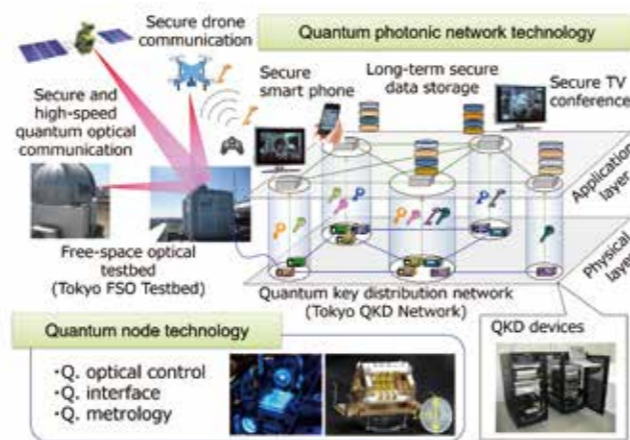 Secure drone
communication
Quantum photonic network technology
Secure and
high-speed
quantum optical
communication
Secure
smart phone
Long-term secure
data storage
Secure TV
conference
Application
layer
Physical
layer
Free-space optical
testbed
(Tokyo FSO Testbed)
Quantum key distribution network
(Tokyo QKD Network)
QKD devices
Quantum node technology
・Q. optical control
・Q. interface
・Q. metrology